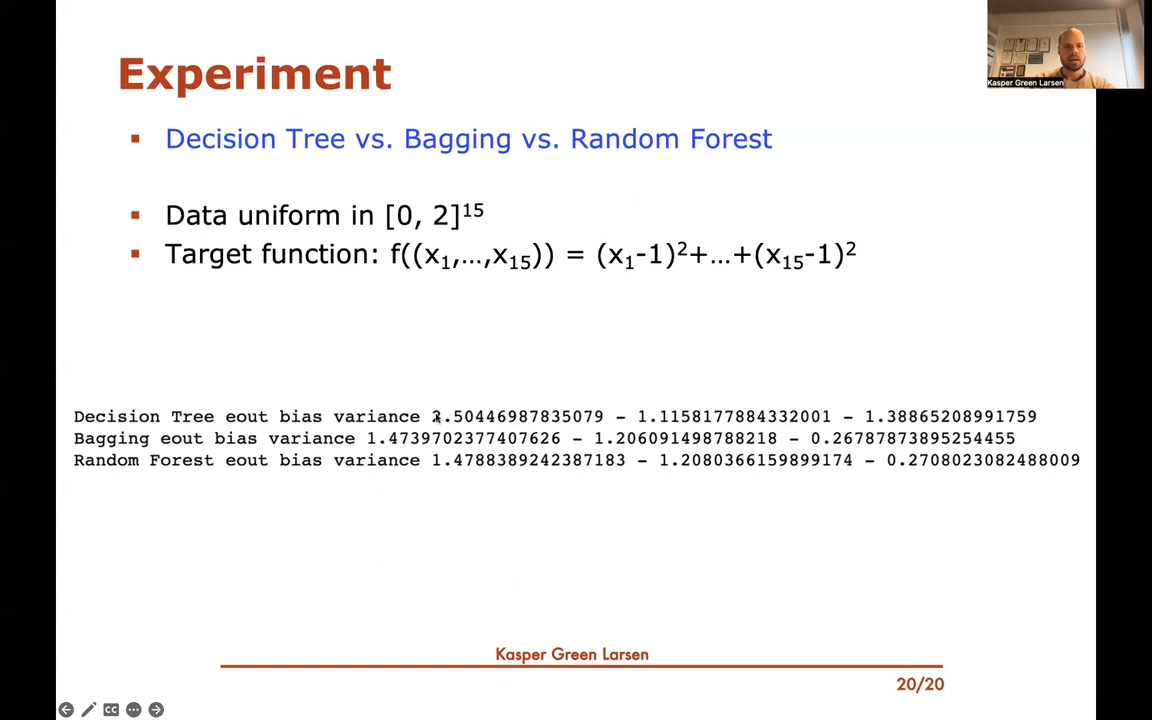 Experiment
Kasper Green Larsen
▪ Decision Tree vs. Bagging vs. Random Forest
▪ Data uniform in [0, 2]¹⁵
▪ Target function: f((x₁,…,x₁₅)) = (x₁-1)²+…+(x₁₅-1)²
Decision Tree eout bias variance 2.50446987835079 - 1.1158177884332001 - 1.38865208991759
Bagging eout bias variance 1.4739702377407626 - 1.206091498788218 - 0.26787873895254455
Random Forest eout bias variance 1.4788389242387183 - 1.2080366159899174 - 0.2708023082488009
Kasper Green Larsen
20/20
CC